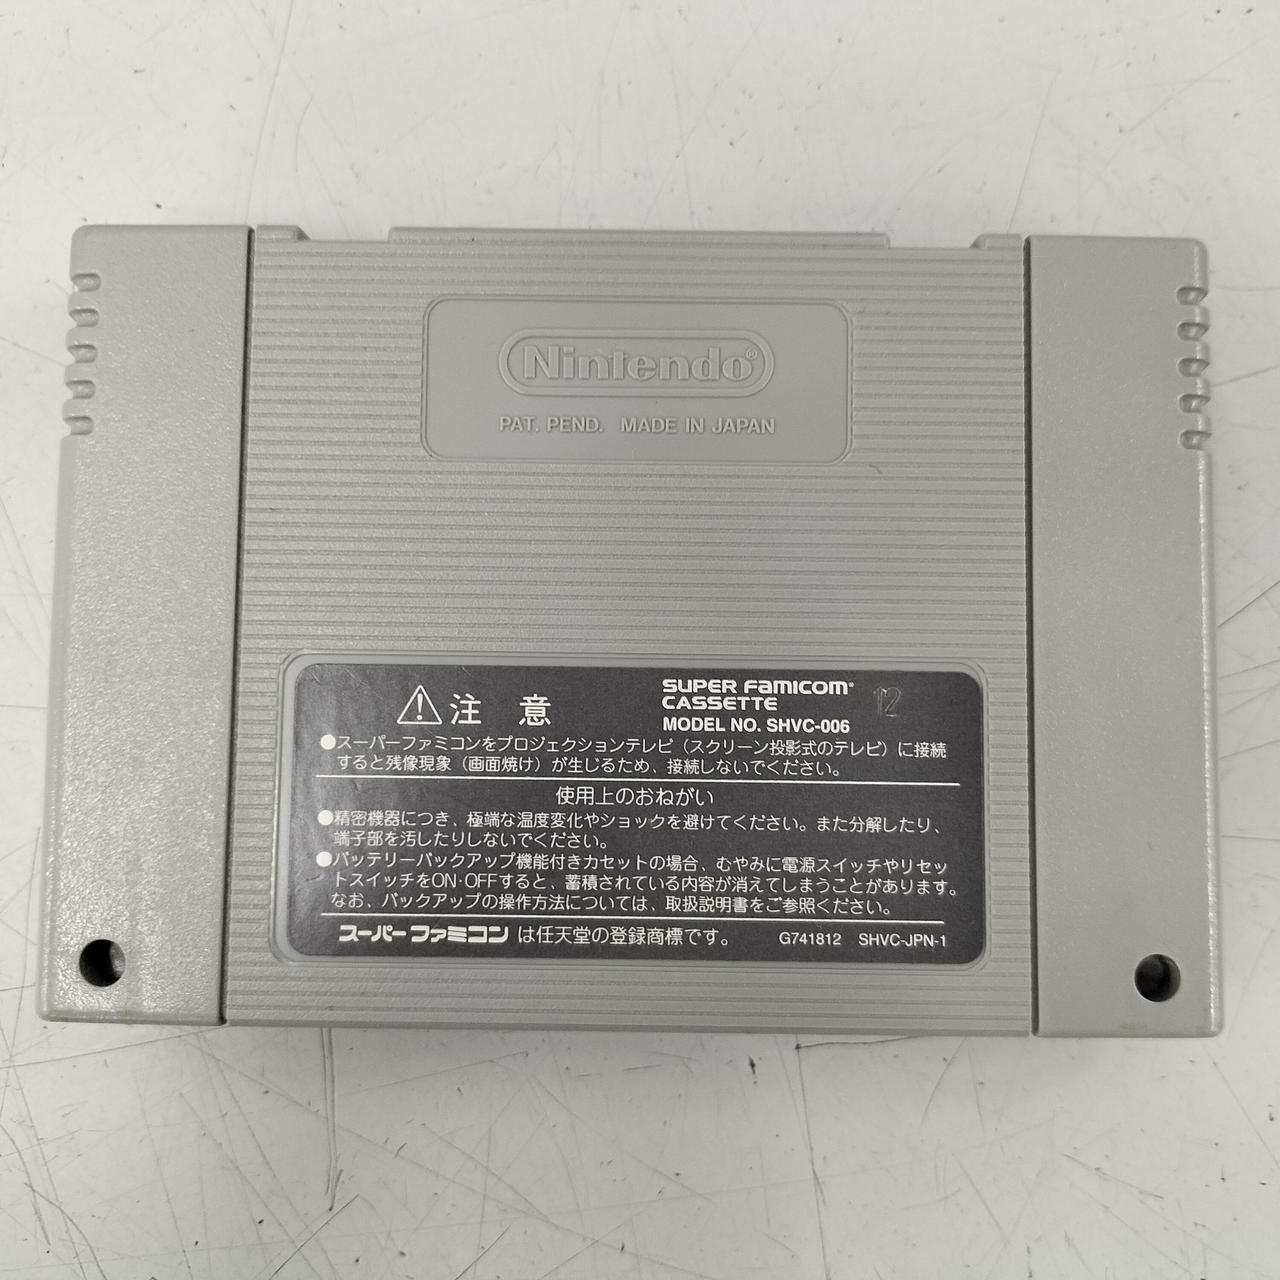 Nintendo®
PAT. PEND. MADE IN JAPAN
注 意
SUPER FAMICOM®
CASSETTE
MODEL NO. SHVC-006
12
●スーパーファミコンをプロジェクションテレビ（スクリーン投影式のテレビ）に接続
すると残像現象（画面焼け）が生じるため、接続しないでください。
使用上のおねがい
●精密機器につき、極端な温度変化やショックを避けてください。また分解したり、
端子部を汚したりしないでください。
●バッテリーバックアップ機能付きカセットの場合、むやみに電源スイッチやリセッ
トスイッチをON·OFFすると、蓄積されている内容が消えてしまうことがあります。
なお、バックアップの操作方法については、取扱説明書をご参照ください。
スーパーファミコン は任天堂の登録商標です。 G741812 SHVC-JPN-1